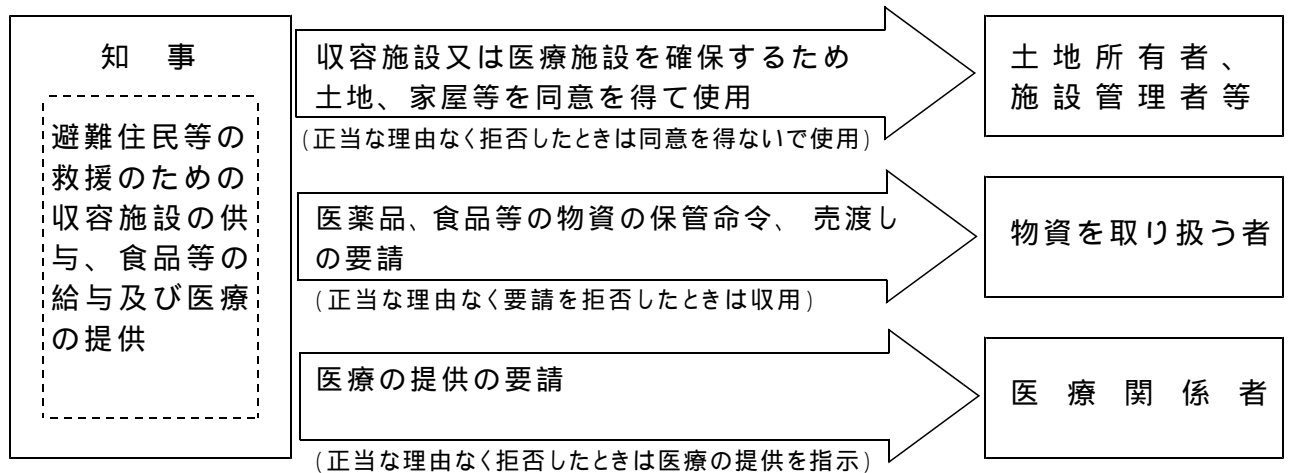 知　事
避難住民等の
救援のための
収容施設の供
与、食品等の
給与及び医療
の提供
収容施設又は医療施設を確保するため
土地、家屋等を同意を得て使用
(正当な理由なく拒否したときは同意を得ないで使用)
土地所有者、
施設管理者等
医薬品、食品等の物資の保管命令、 売渡し
の要請
(正当な理由なく要請を拒否したときは収用)
物資を取り扱う者
医療の提供の要請
(正当な理由なく拒否したときは医療の提供を指示)
医療関係者